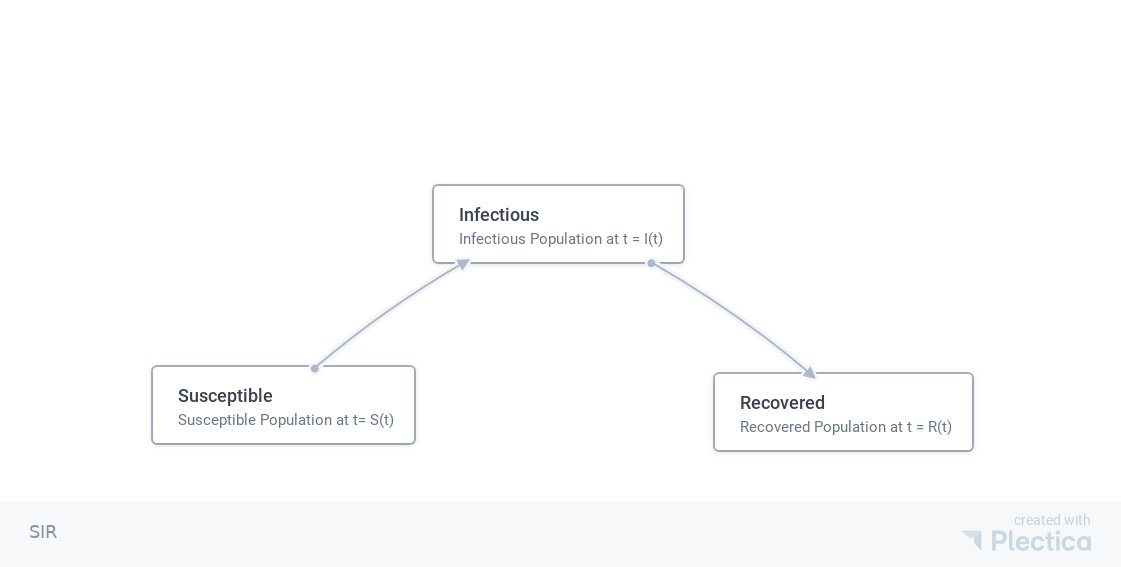 Infectious
Infectious Population at t = I(t)
Susceptible
Susceptible Population at t= S(t)
Recovered
Recovered Population at t = R(t)
SIR
created with
Plectica